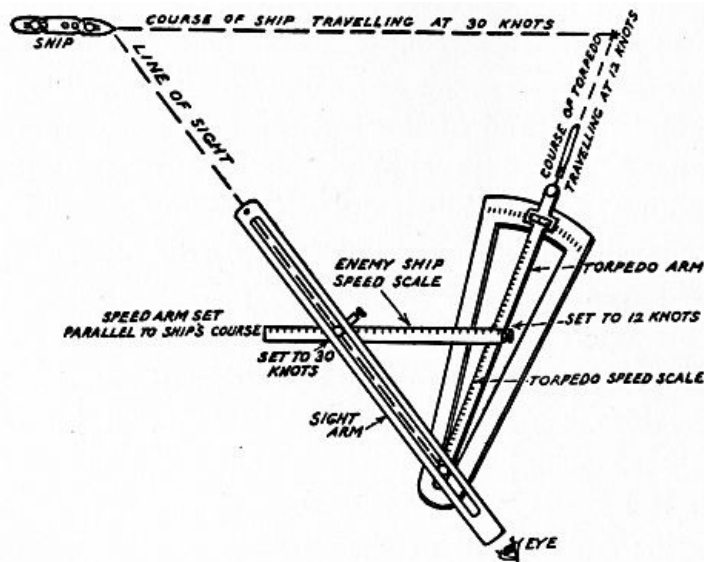 COURSE OF SHIP TRAVELLING AT 30 KNOTS
SHIP
LINE OF SIGHT
COURSE OF TORPEDO
TRAVELLING AT 12 KNOTS
ENEMY SHIP
SPEED SCALE
TORPEDO ARM
SPEED ARM SET
PARALLEL TO SHIP'S COURSE
SET TO 12 KNOTS
SET TO 30
KNOTS
TORPEDO SPEED SCALE
SIGHT
ARM
EYE